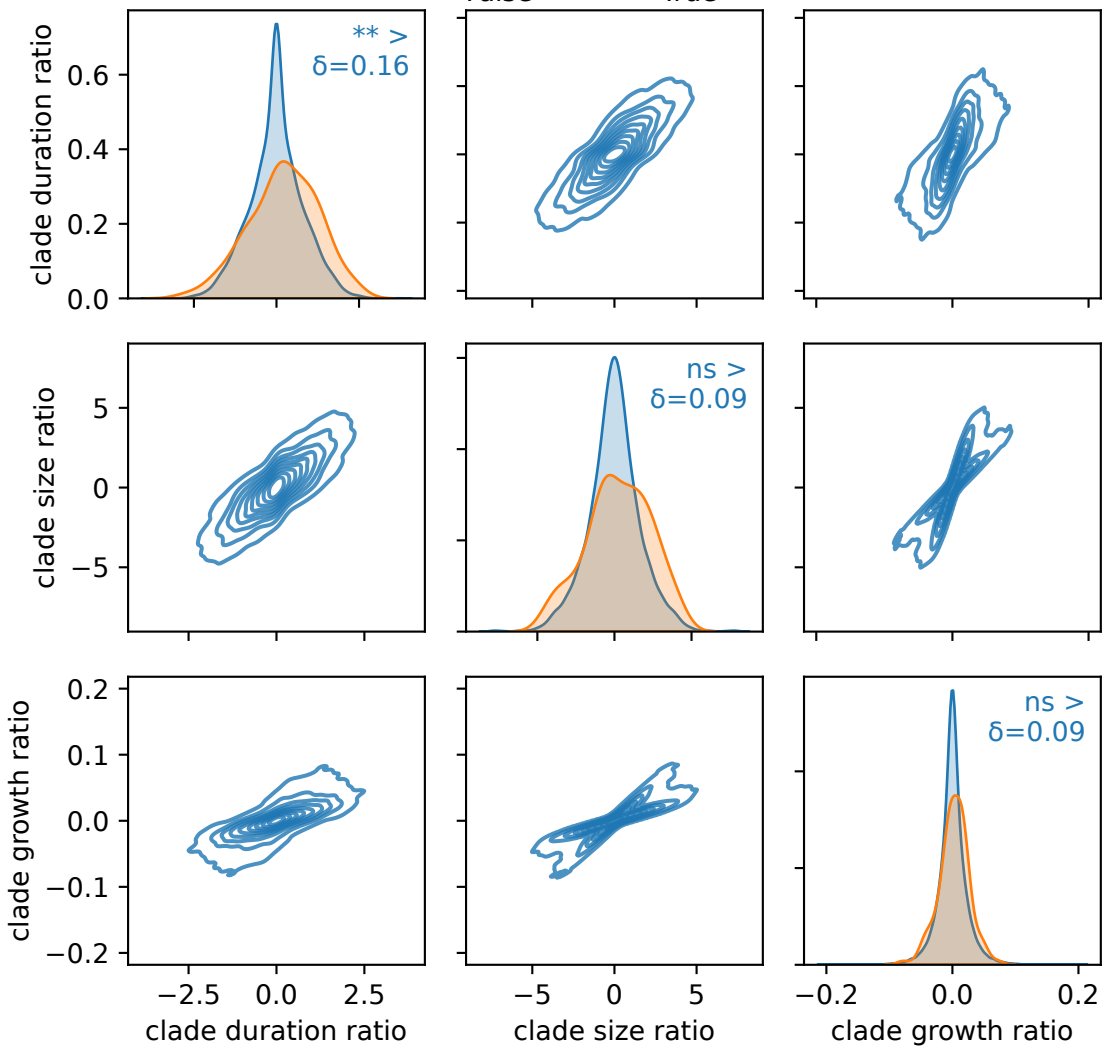 clade duration ratio
0.6
0.4
0.2
0.0
** >
δ=0.16
clade size ratio
5
0
−5
ns >
δ=0.09
clade growth ratio
0.2
0.1
0.0
−0.1
−0.2
ns >
δ=0.09
−2.5 0.0 2.5
−5 0 5
−0.2 0.0 0.2
clade duration ratio
clade size ratio
clade growth ratio